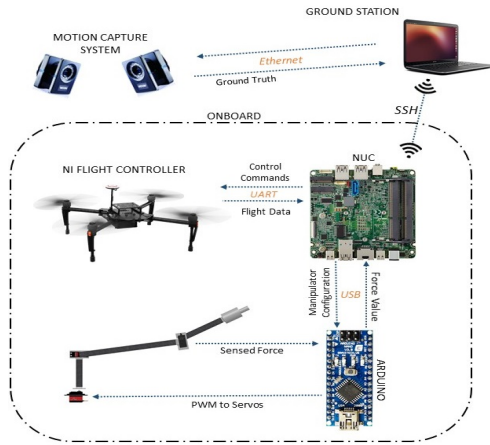 GROUND STATION
MOTION CAPTURE
SYSTEM
Ethernet
Ground Truth
SSH
ONBOARD
NUC
NI FLIGHT CONTROLLER
Control
Commands
UART
Flight Data
Manipulator
Configuration
USB
Force Value
Sensed Force
ARDUINO
PWM to Servos